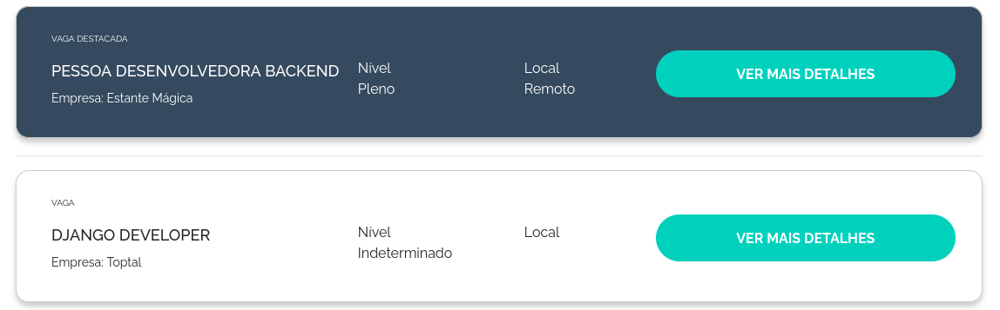 VAGA DESTACADA
PESSOA DESENVOLVEDORA BACKEND
Empresa: Estante Mágica
Nível
Pleno
Local
Remoto
VER MAIS DETALHES
VAGA
DJANGO DEVELOPER
Empresa: Toptal
Nível
Indeterminado
Local
VER MAIS DETALHES